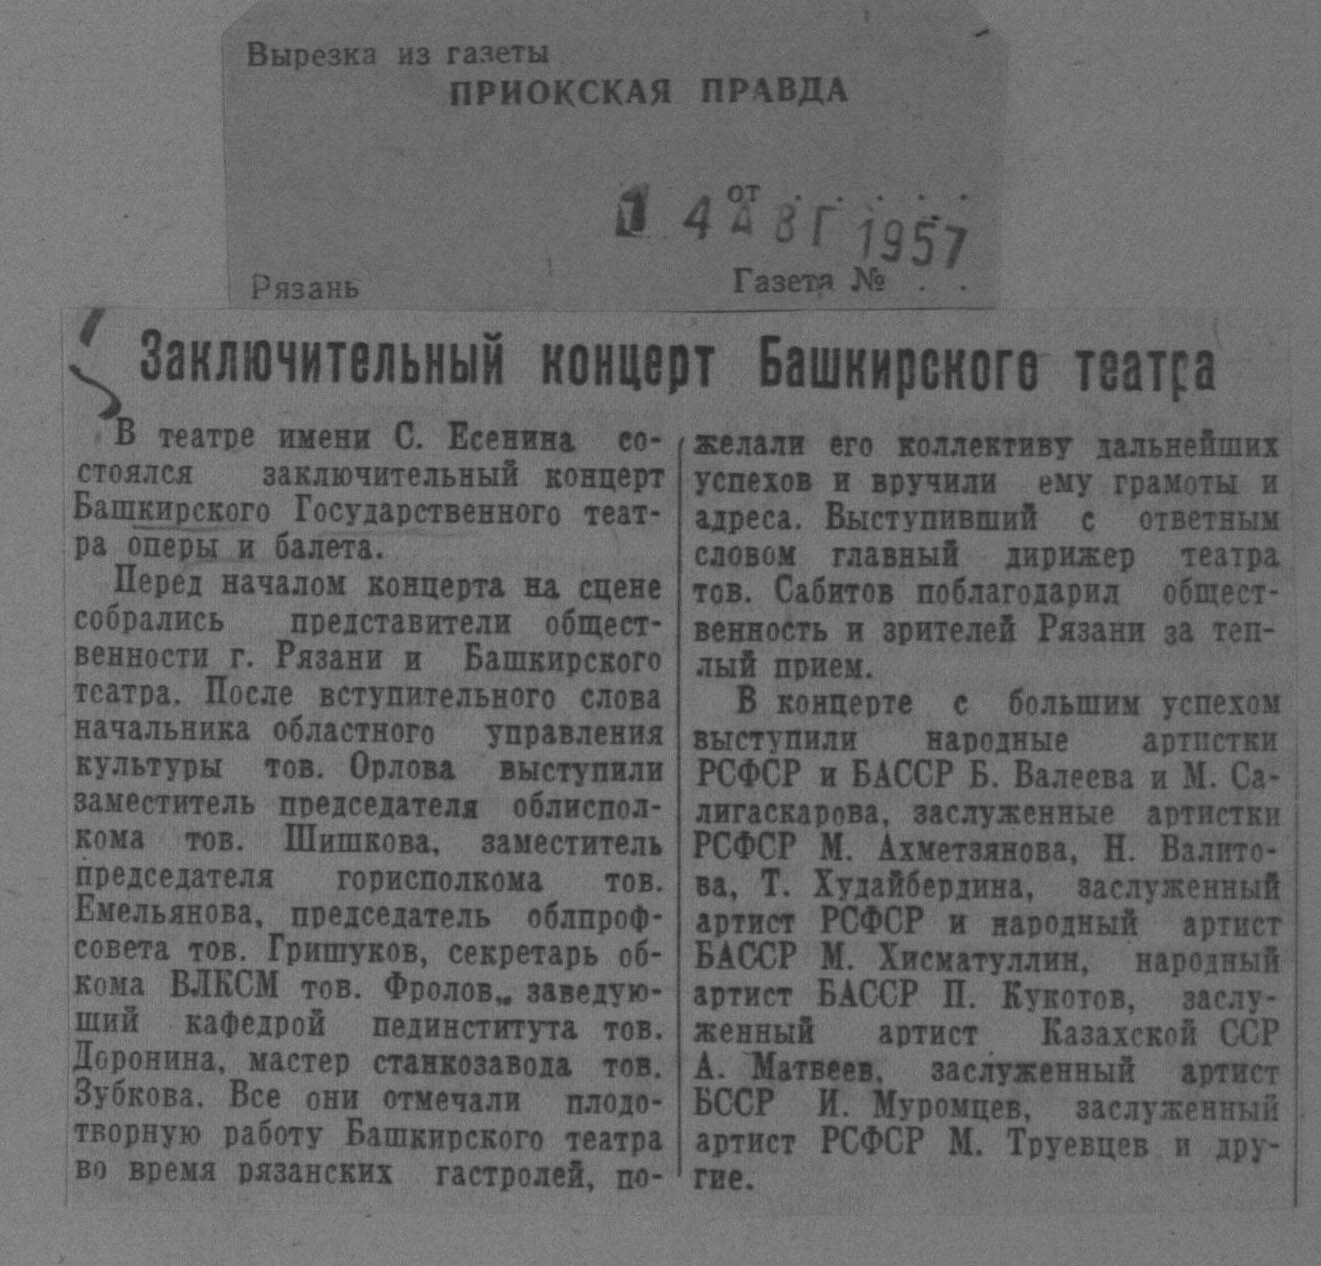 Вырезка из газеты
ПРИОКСКАЯ ПРАВДА
от . . . . . .
14 АВГ 1957
Рязань
Газета № . .
Заключительный концерт Башкирского театра
В театре имени С. Есенина со-
стоялся заключительный концерт
Башкирского Государственного теат-
ра оперы и балета.
Перед началом концерта на сцене
собрались представители общест-
венности г. Рязани и Башкирского
театра. После вступительного слова
начальника областного управления
культуры тов. Орлова выступили
заместитель председателя облиспол-
кома тов. Шишкова, заместитель
председателя горисполкома тов.
Емельянова, председатель облпроф-
совета тов. Гришуков, секретарь об-
кома ВЛКСМ тов. Фролов,, заведую-
щий кафедрой пединститута тов.
Доронина, мастер станкозавода тов.
Зубкова. Все они отмечали плодо-
творную работу Башкирского театра
во время рязанских гастролей, по-
желали его коллективу дальнейших
успехов и вручили ему грамоты и
адреса. Выступивший с ответным
словом главный дирижер театра
тов. Сабитов поблагодарил общест-
венность и зрителей Рязани за теп-
лый прием.
В концерте с большим успехом
выступили народные артистки
РСФСР и БАССР Б. Валеева и М. Са-
лигаскарова, заслуженные артистки
РСФСР М. Ахметзянова, Н. Валито-
ва, Т. Худайбердина, заслуженный
артист РСФСР и народный артист
БАССР М. Хисматуллин, народный
артист БАССР П. Кукотов, заслу-
женный артист Казахской ССР
А. Матвеев, заслуженный артист
БССР И. Муромцев, заслуженный
артист РСФСР М. Труевцев и дру-
гие.